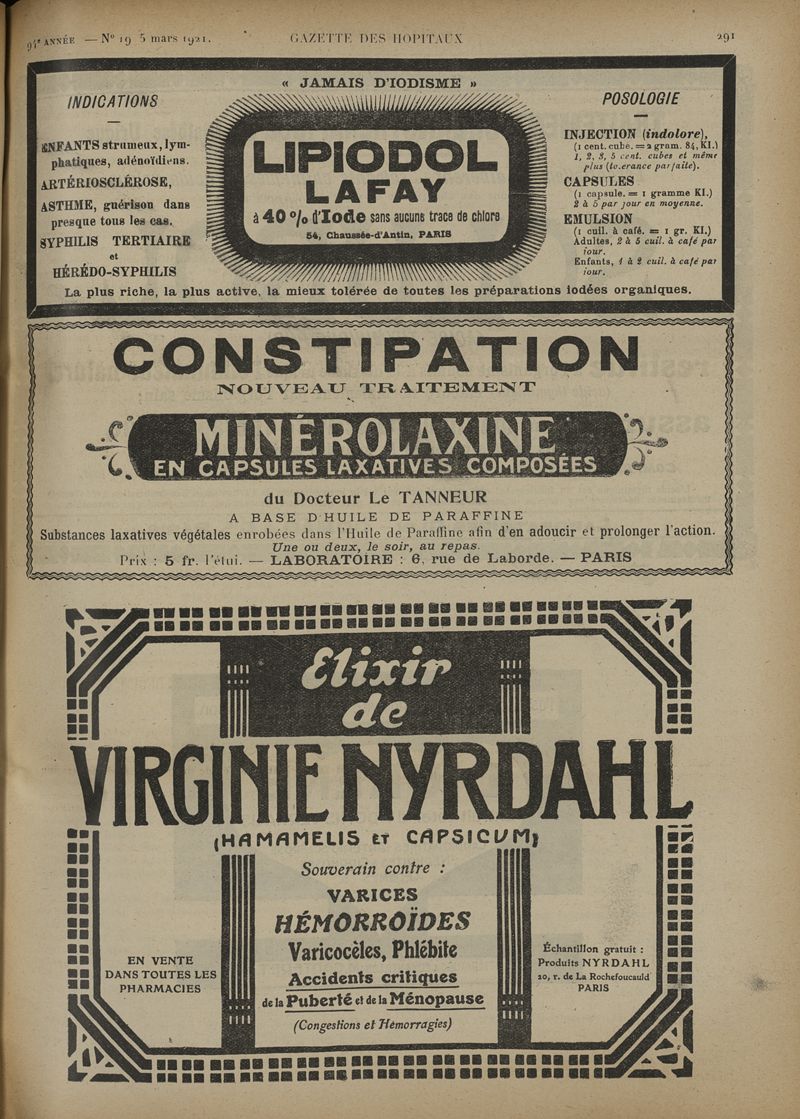 94e ANNÉE — No 19 5 mars 1921. GAZETTE DES HOPITAUX 291
« JAMAIS D'IODISME »
INDICATIONS
ENFANTS strumeux, lym-
phatiques, adénoïdiens.
ARTÉRIOSCLÉROSE,
ASTHME, guérison dans
presque tous les cas.
SYPHILIS TERTIAIRE
et
HÉRÉDO-SYPHILIS
LIPIODOL
LAFAY
à 40 % d'Iode sans aucune trace de chlore
54, Chaussée-d'Antin, PARIS
POSOLOGIE
INJECTION (indolore),
(1 cent. cube. = 2 gram. 84, KI.)
1, 2, 3, 5 cent. cubes et même
plus (tolerance parfaite).
CAPSULES
(1 capsule. = 1 gramme KI.)
2 à 5 par jour en moyenne.
EMULSION
(1 cuil. à café. = 1 gr. KI.)
Adultes, 2 à 5 cuil. à café par
jour.
Enfants, 1 à 2 cuil. à café par
jour.
La plus riche, la plus active, la mieux tolérée de toutes les préparations iodées organiques.
CONSTIPATION
NOUVEAU TRAITEMENT
MINÉROLAXINE
EN CAPSULES LAXATIVES COMPOSÉES
du Docteur Le TANNEUR
A BASE D'HUILE DE PARAFFINE
Substances laxatives végétales enrobées dans l'Huile de Paraffine afin d'en adoucir et prolonger l'action.
Une ou deux, le soir, au repas.
Prix : 5 fr. l'étui. — LABORATOIRE : 6, rue de Laborde. — PARIS
Elixir
de
VIRGINIE NYRDAHL
(HAMAMELIS ET CAPSICUM)
Souverain contre :
VARICES
HÉMORROÏDES
Varicocèles, Phlébite
Accidents critiques
de la Puberté et de la Ménopause
(Congestions et Hémorragies)
EN VENTE
DANS TOUTES LES
PHARMACIES
Échantillon gratuit :
Produits NYRDAHL
20, r. de La Rochefoucauld
PARIS